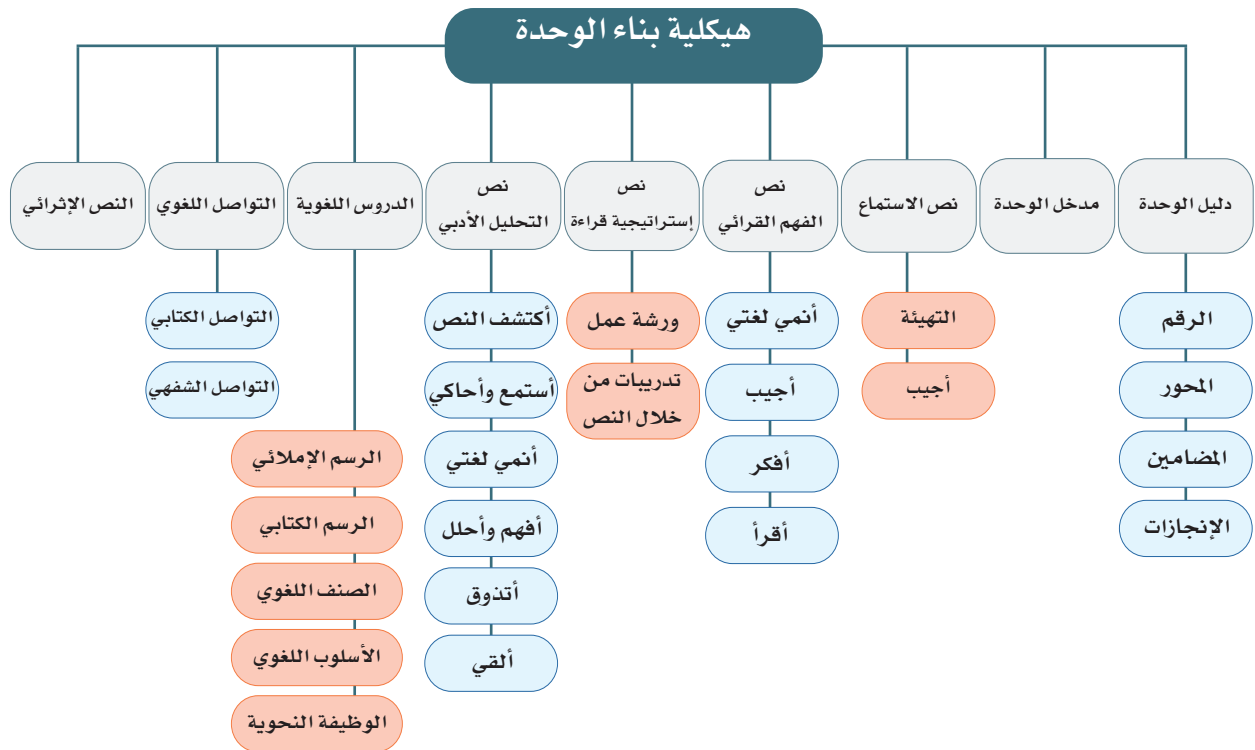 هيكلية بناء الوحدة
دليل الوحدة
الرقم
المحور
المضامين
الإنجازات
مدخل الوحدة
نص الاستماع
التهيئة
أجيب
نص
الفهم القرائي
أنمي لغتي
أجيب
أفكر
أقرأ
نص
إستراتيجية قراءة
ورشة عمل
تدريبات من
خلال النص
نص
التحليل الأدبي
أكتشف النص
أستمع وأحاكي
أنمي لغتي
أفهم وأحلل
أتذوق
ألقي
الدروس اللغوية
الرسم الإملائي
الرسم الكتابي
الصنف اللغوي
الأسلوب اللغوي
الوظيفة النحوية
التواصل اللغوي
التواصل الكتابي
التواصل الشفهي
النص الإثرائي